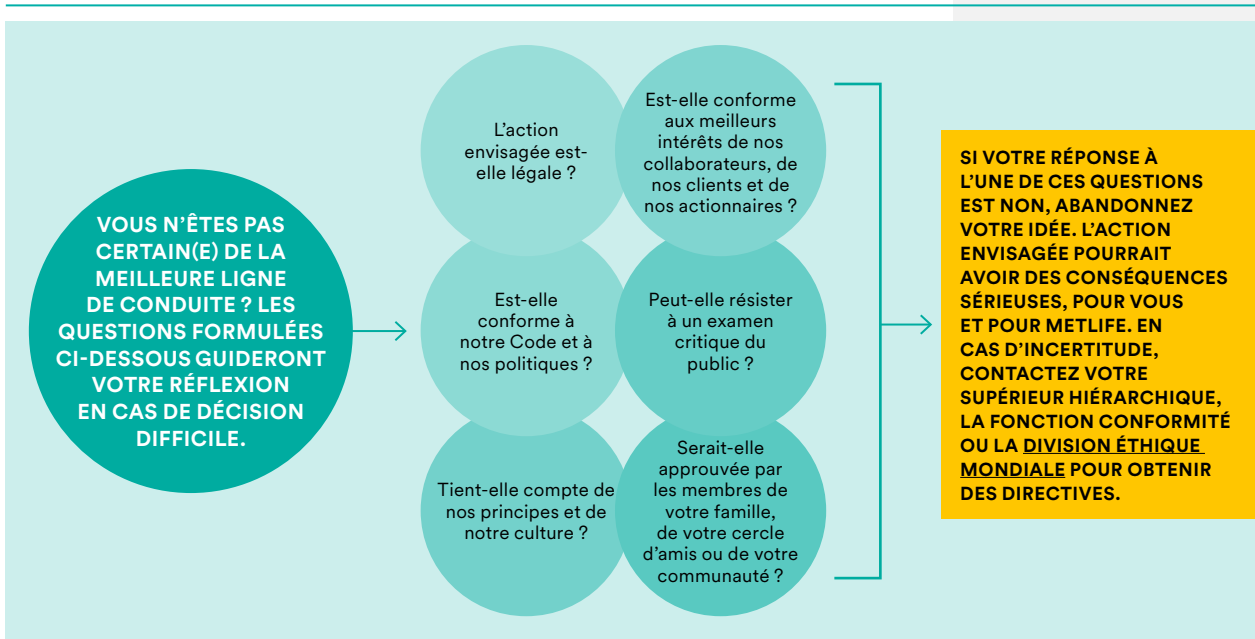 VOUS N'ÊTES PAS
CERTAIN(E) DE LA
MEILLEURE LIGNE
DE CONDUITE ? LES
QUESTIONS FORMULÉES
CI-DESSOUS GUIDERONT
VOTRE RÉFLEXION
EN CAS DE DÉCISION
DIFFICILE.
L'action
envisagée est-
elle légale ?
Est-elle conforme
aux meilleurs
intérêts de nos
collaborateurs, de
nos clients et de
nos actionnaires ?
Est-elle
conforme à
notre Code et à
nos politiques ?
Peut-elle résister
à un examen
critique du
public ?
Tient-elle compte de
nos principes et de
notre culture ?
Serait-elle
approuvée par
les membres de
votre famille,
de votre cercle
d'amis ou de votre
communauté ?
SI VOTRE RÉPONSE À
L'UNE DE CES QUESTIONS
EST NON, ABANDONNEZ
VOTRE IDÉE. L'ACTION
ENVISAGÉE POURRAIT
AVOIR DES CONSÉQUENCES
SÉRIEUSES, POUR VOUS
ET POUR METLIFE. EN
CAS D'INCERTITUDE,
CONTACTEZ VOTRE
SUPÉRIEUR HIÉRARCHIQUE,
LA FONCTION CONFORMITÉ
OU LA DIVISION ÉTHIQUE
MONDIALE POUR OBTENIR
DES DIRECTIVES.